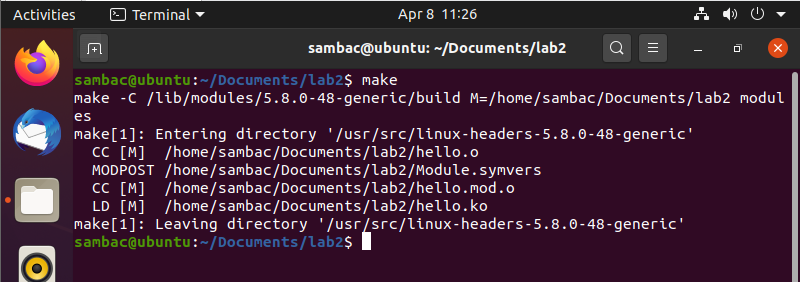 Activities Terminal Apr 8 11:26
sambac@ubuntu: ~/Documents/lab2
sambac@ubuntu:~/Documents/lab2$ make
make -C /lib/modules/5.8.0-48-generic/build M=/home/sambac/Documents/lab2 modul
es
make[1]: Entering directory '/usr/src/linux-headers-5.8.0-48-generic'
CC [M] /home/sambac/Documents/lab2/hello.o
MODPOST /home/sambac/Documents/lab2/Module.symvers
CC [M] /home/sambac/Documents/lab2/hello.mod.o
LD [M] /home/sambac/Documents/lab2/hello.ko
make[1]: Leaving directory '/usr/src/linux-headers-5.8.0-48-generic'
sambac@ubuntu:~/Documents/lab2$